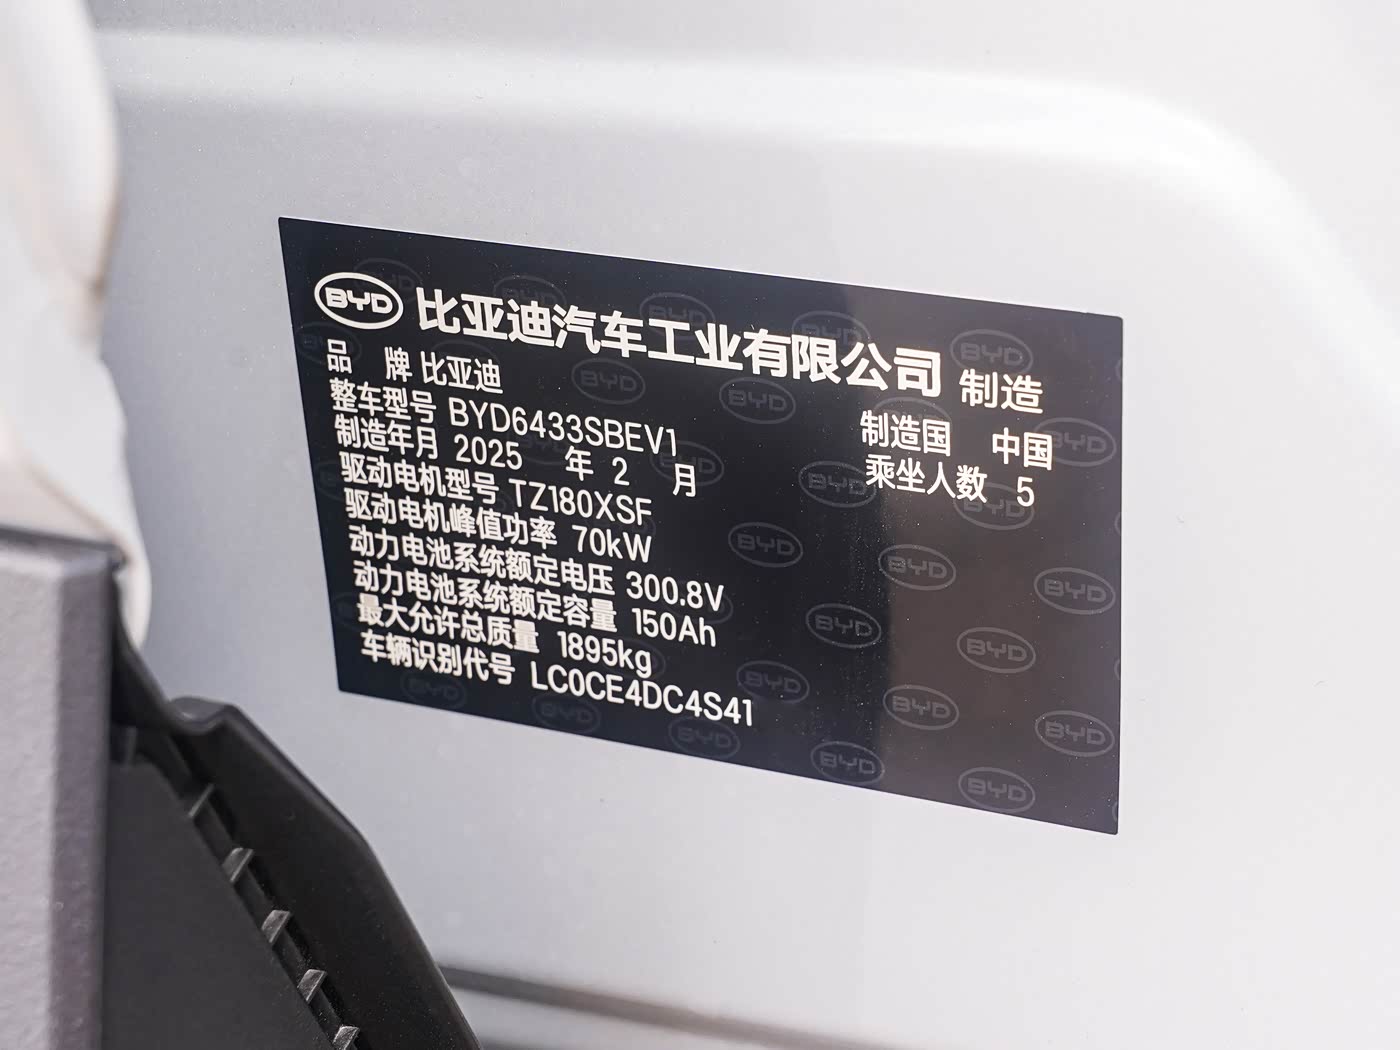 BYD 比亚迪汽车工业有限公司 制造
品 牌 比亚迪
整车型号 BYD6433SBEV1
制造国 中国
制造年月 2025 年 2 月
乘坐人数 5
驱动电机型号 TZ180XSF
驱动电机峰值功率 70kW
动力电池系统额定电压 300.8V
动力电池系统额定容量 150Ah
最大允许总质量 1895kg
车辆识别代号 LC0CE4DC4S41